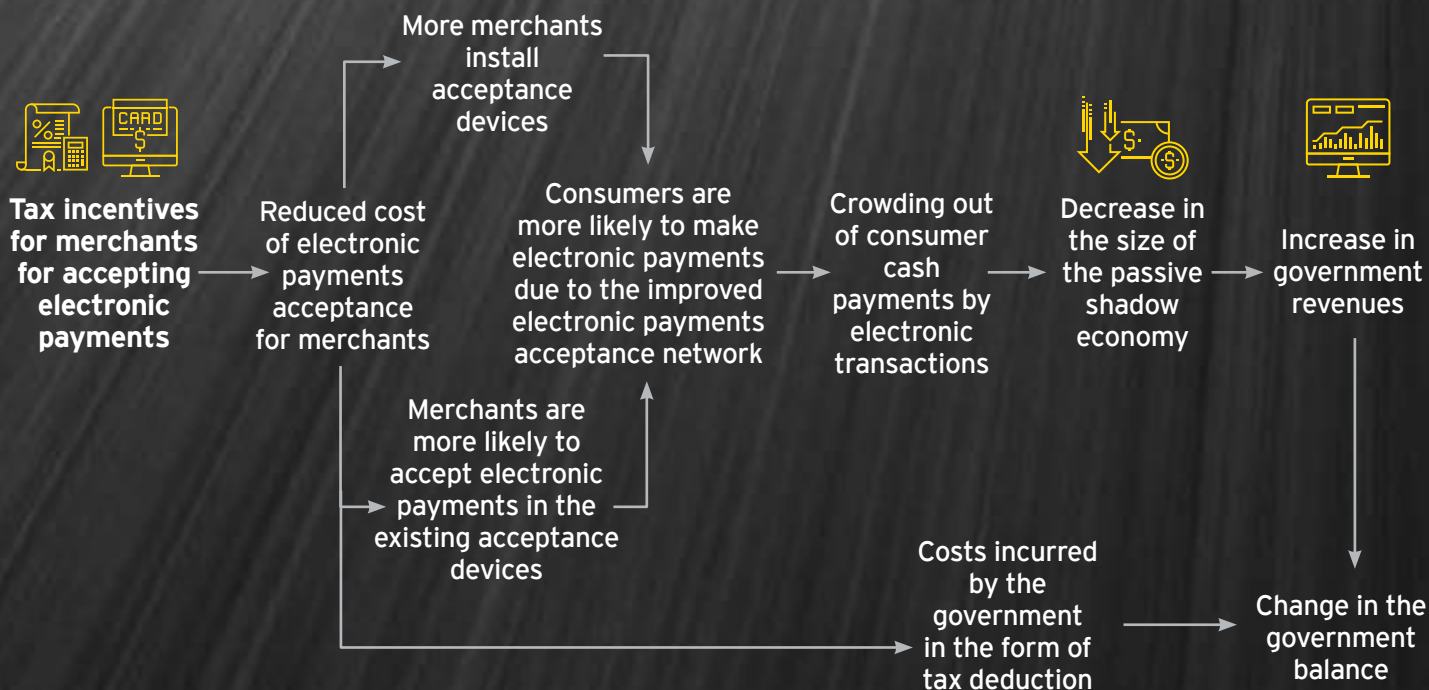 More merchants
install
acceptance
devices
CARD
Tax incentives
for merchants
for accepting
electronic
payments
Reduced cost
of electronic
payments
acceptance
for merchants
Consumers are
more likely to make
electronic payments
due to the improved
electronic payments
acceptance network
Crowding out
of consumer
cash
payments by
electronic
transactions
Decrease in
the size of
the passive
shadow
economy
Increase in
government
revenues
Merchants are
more likely to
accept electronic
payments in the
existing acceptance
devices
Costs incurred
by the
government
in the form of
tax deduction
Change in the
government
balance